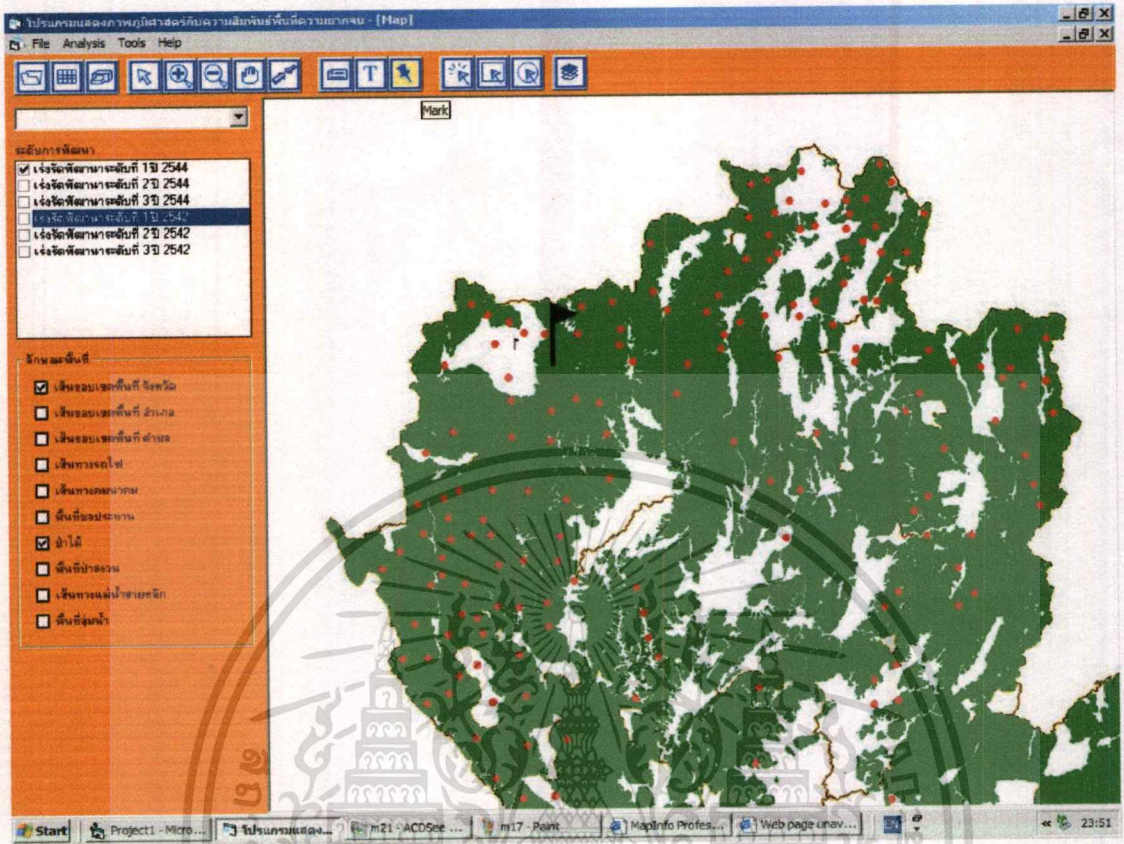 โปรแกรมแสดงภาพภูมิศาสตร์กับความสัมพันธ์พื้นที่ความยากจน - [Map]
File Analysis Tools Help
T
Mark
ระดับการพัฒนา
เร่งรัดพัฒนาระดับที่ 1 ปี 2544
เร่งรัดพัฒนาระดับที่ 2 ปี 2544
เร่งรัดพัฒนาระดับที่ 3 ปี 2544
เร่งรัดพัฒนาระดับที่ 1 ปี 2542
เร่งรัดพัฒนาระดับที่ 2 ปี 2542
เร่งรัดพัฒนาระดับที่ 3 ปี 2542
ลักษณะพื้นที่
เส้นขอบเขตพื้นที่ จังหวัด
เส้นขอบเขตพื้นที่ อำเภอ
เส้นขอบเขตพื้นที่ ตำบล
เส้นทางรถไฟ
เส้นทางคมนาคม
พื้นที่ชลประทาน
ป่าไม้
พื้นที่ป่าสงวน
เส้นทางแม่น้ำสายหลัก
พื้นที่ลุ่มน้ำ
Start Project1 - Micro... โปรแกรมแสดง... m21 - ACDSee ... m17 - Paint MapInfo Profes... Web page unav... EN « 23:51